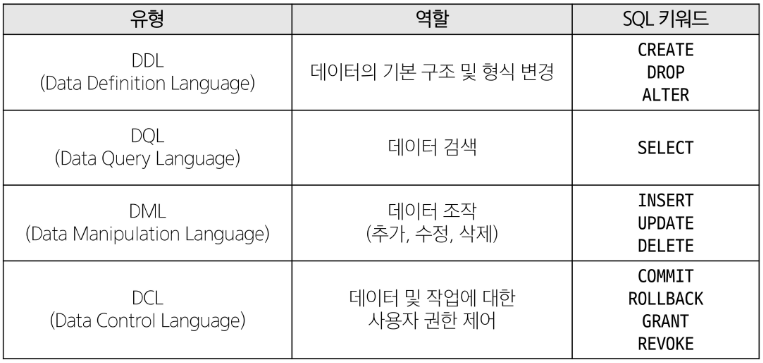 유형 역할 SQL 키워드
DDL
(Data Definition Language)
데이터의 기본 구조 및 형식 변경
CREATE
DROP
ALTER
DQL
(Data Query Language)
데이터 검색
SELECT
DML
(Data Manipulation Language)
데이터 조작
(추가, 수정, 삭제)
INSERT
UPDATE
DELETE
DCL
(Data Control Language)
데이터 및 작업에 대한
사용자 권한 제어
COMMIT
ROLLBACK
GRANT
REVOKE